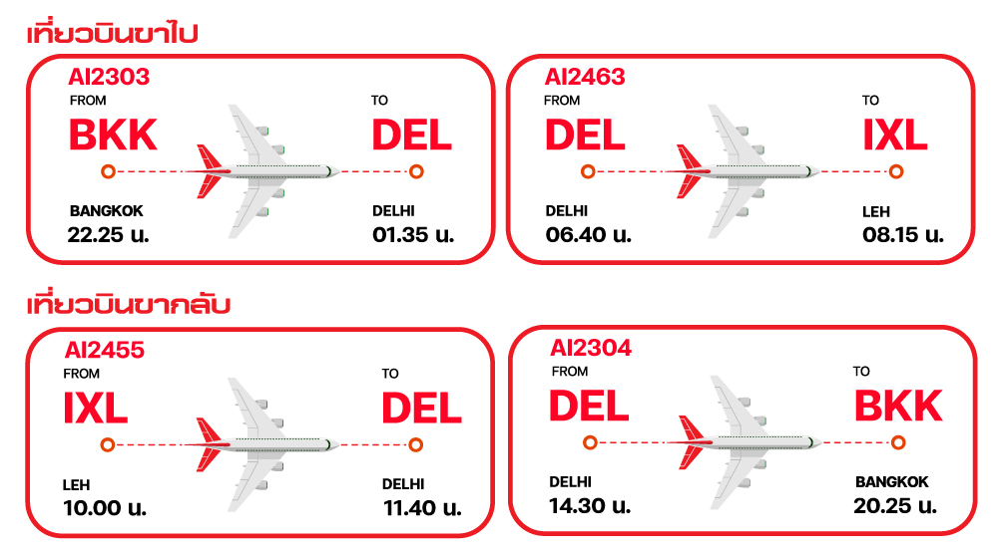 เที่ยวบินขาไป
AI2303
FROM
TO
BKK
DEL
BANGKOK
DELHI
22.25 น.
01.35 น.
AI2463
FROM
TO
DEL
IXL
DELHI
LEH
06.40 น.
08.15 น.
เที่ยวบินขากลับ
AI2455
FROM
TO
IXL
DEL
LEH
DELHI
10.00 น.
11.40 น.
AI2304
FROM
TO
DEL
BKK
DELHI
BANGKOK
14.30 น.
20.25 น.